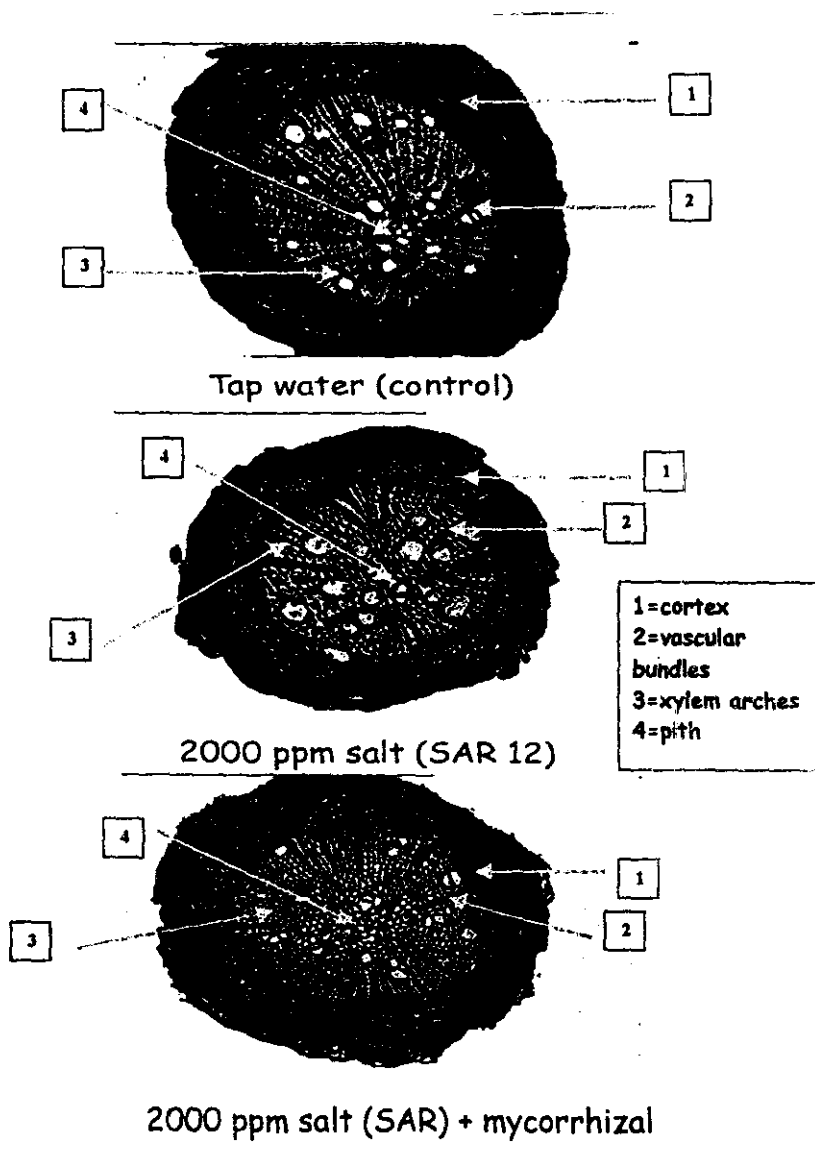 4
1
2
3
Tap water (control)
4
1
2
3
1=cortex
2=vascular
bundles
3=xylem arches
4=pith
2000 ppm salt (SAR 12)
4
1
3
2
2000 ppm salt (SAR) + mycorrhizal